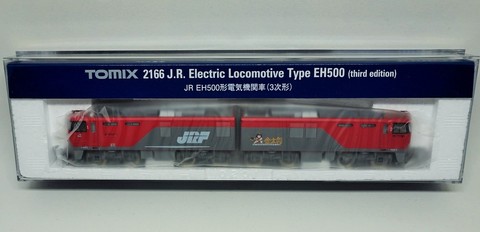 TOMIX 2166 J.R. Electric Locomotive Type EH500 (third edition)
JR EH500形電気機関車(3次形)
JRF